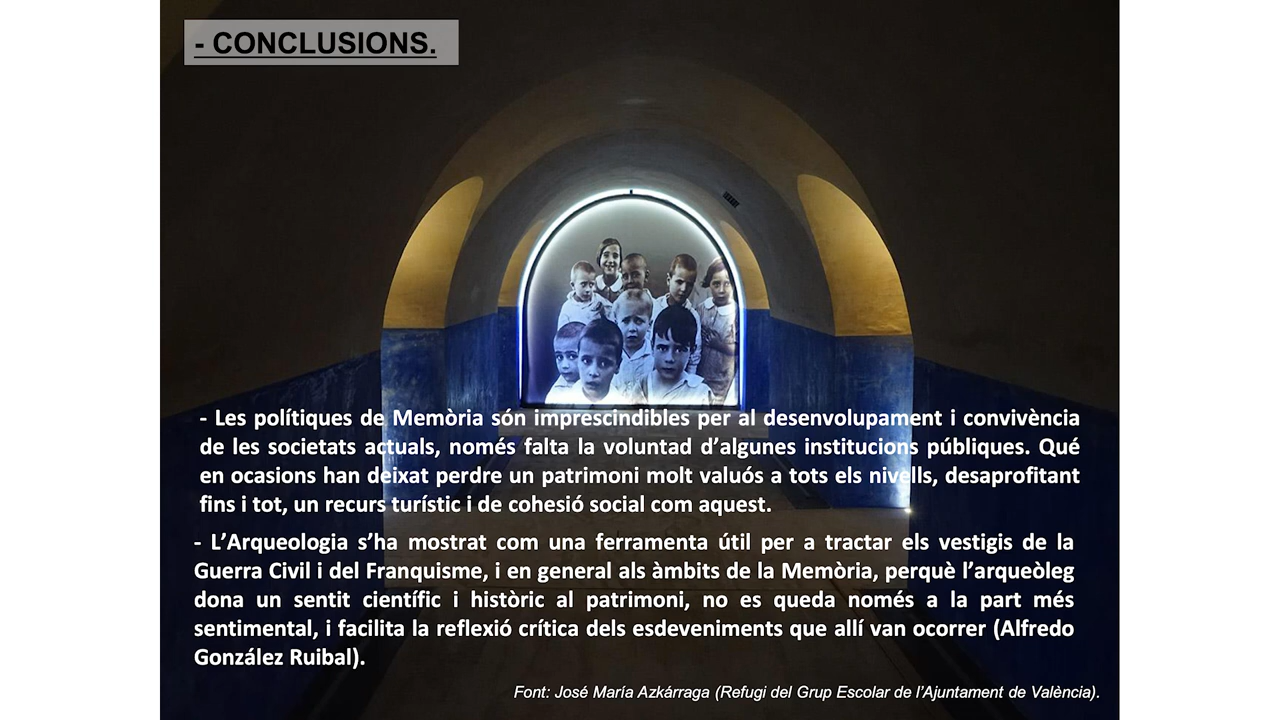 - CONCLUSIONS.
- Les polítiques de Memòria són imprescindibles per al desenvolupament i convivència
de les societats actuals, només falta la voluntad d’algunes institucions públiques. Qué
en ocasions han deixat perdre un patrimoni molt valuós a tots els nivells, desaprofitant
fins i tot, un recurs turístic i de cohesió social com aquest.
- L’Arqueologia s’ha mostrat com una ferramenta útil per a tractar els vestigis de la
Guerra Civil i del Franquisme, i en general als àmbits de la Memòria, perquè l’arqueòleg
dona un sentit científic i històric al patrimoni, no es queda només a la part més
sentimental, i facilita la reflexió crítica dels esdeveniments que allí van ocorrer (Alfredo
González Ruibal).
Font: José María Azkárraga (Refugi del Grup Escolar de l’Ajuntament de València).